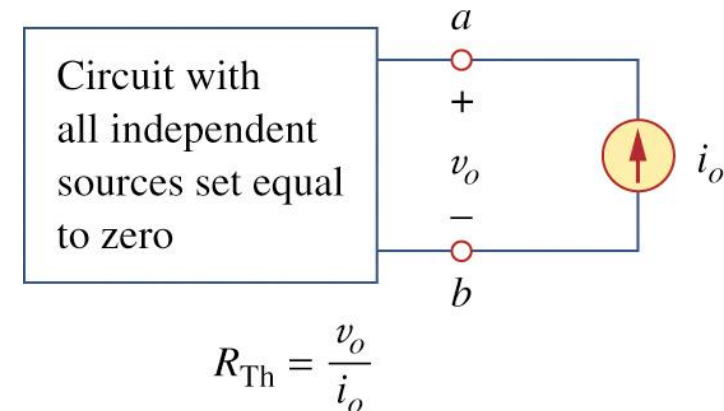 a
Circuit with
all independent
sources set equal
to zero
+
v_o
–
i_o
b
R_Th = v_o / i_o